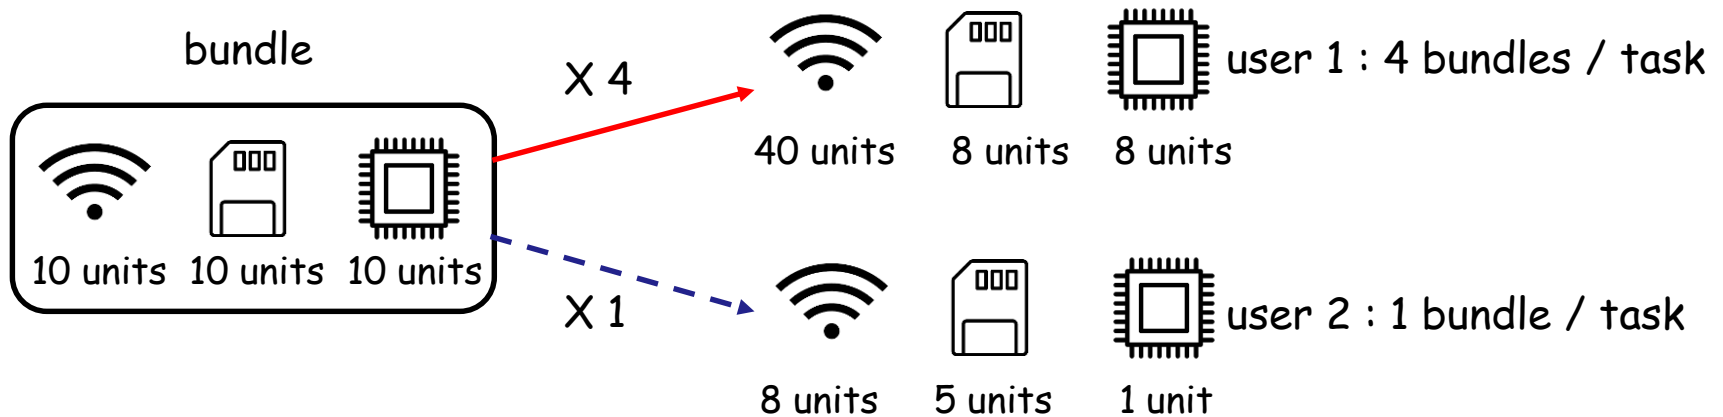 bundle
10 units 10 units 10 units
X 4
40 units 8 units 8 units
user 1 : 4 bundles / task
X 1
8 units 5 units 1 unit
user 2 : 1 bundle / task